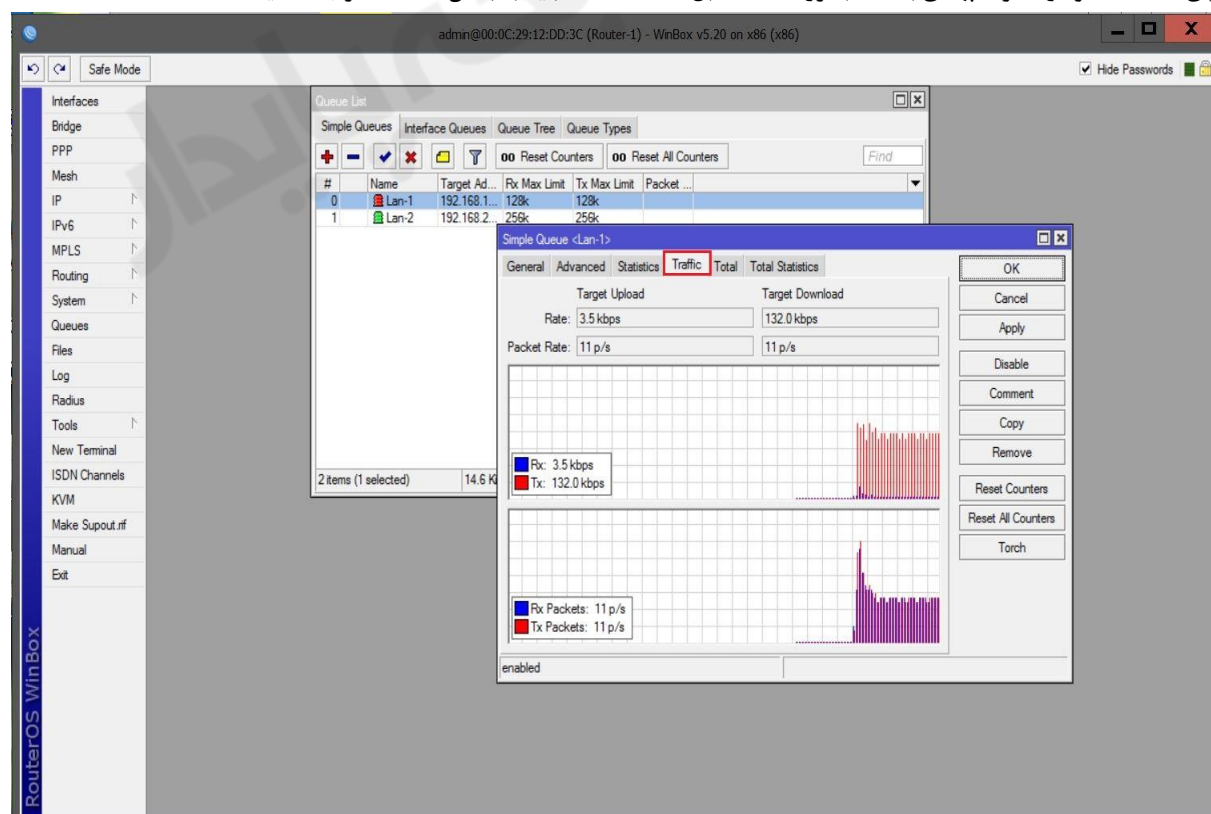 admin@00:0C:29:12:DD:3C (Router-1) - WinBox v5.20 on x86 (x86)
Safe Mode
Hide Passwords
Interfaces
Bridge
PPP
Mesh
IP
IPv6
MPLS
Routing
System
Queues
Files
Log
Radius
Tools
New Terminal
ISDN Channels
KVM
Make Supout.rif
Manual
Exit
RouterOS WinBox
Queue List
Simple Queues Interface Queues Queue Tree Queue Types
00 Reset Counters 00 Reset All Counters Find
# Name Target Ad... Rx Max Limit Tx Max Limit Packet ...
0 Lan-1 192.168.1... 128k 128k
1 Lan-2 192.168.2... 256k 256k
2 items (1 selected) 14.6
Simple Queue <Lan-1>
General Advanced Statistics Traffic Total Total Statistics
Target Upload Target Download
Rate: 3.5 kbps 132.0 kbps
Packet Rate: 11 p/s 11 p/s
Rx: 3.5 kbps
Tx: 132.0 kbps
Rx Packets: 11 p/s
Tx Packets: 11 p/s
enabled
OK
Cancel
Apply
Disable
Comment
Copy
Remove
Reset Counters
Reset All Counters
Torch